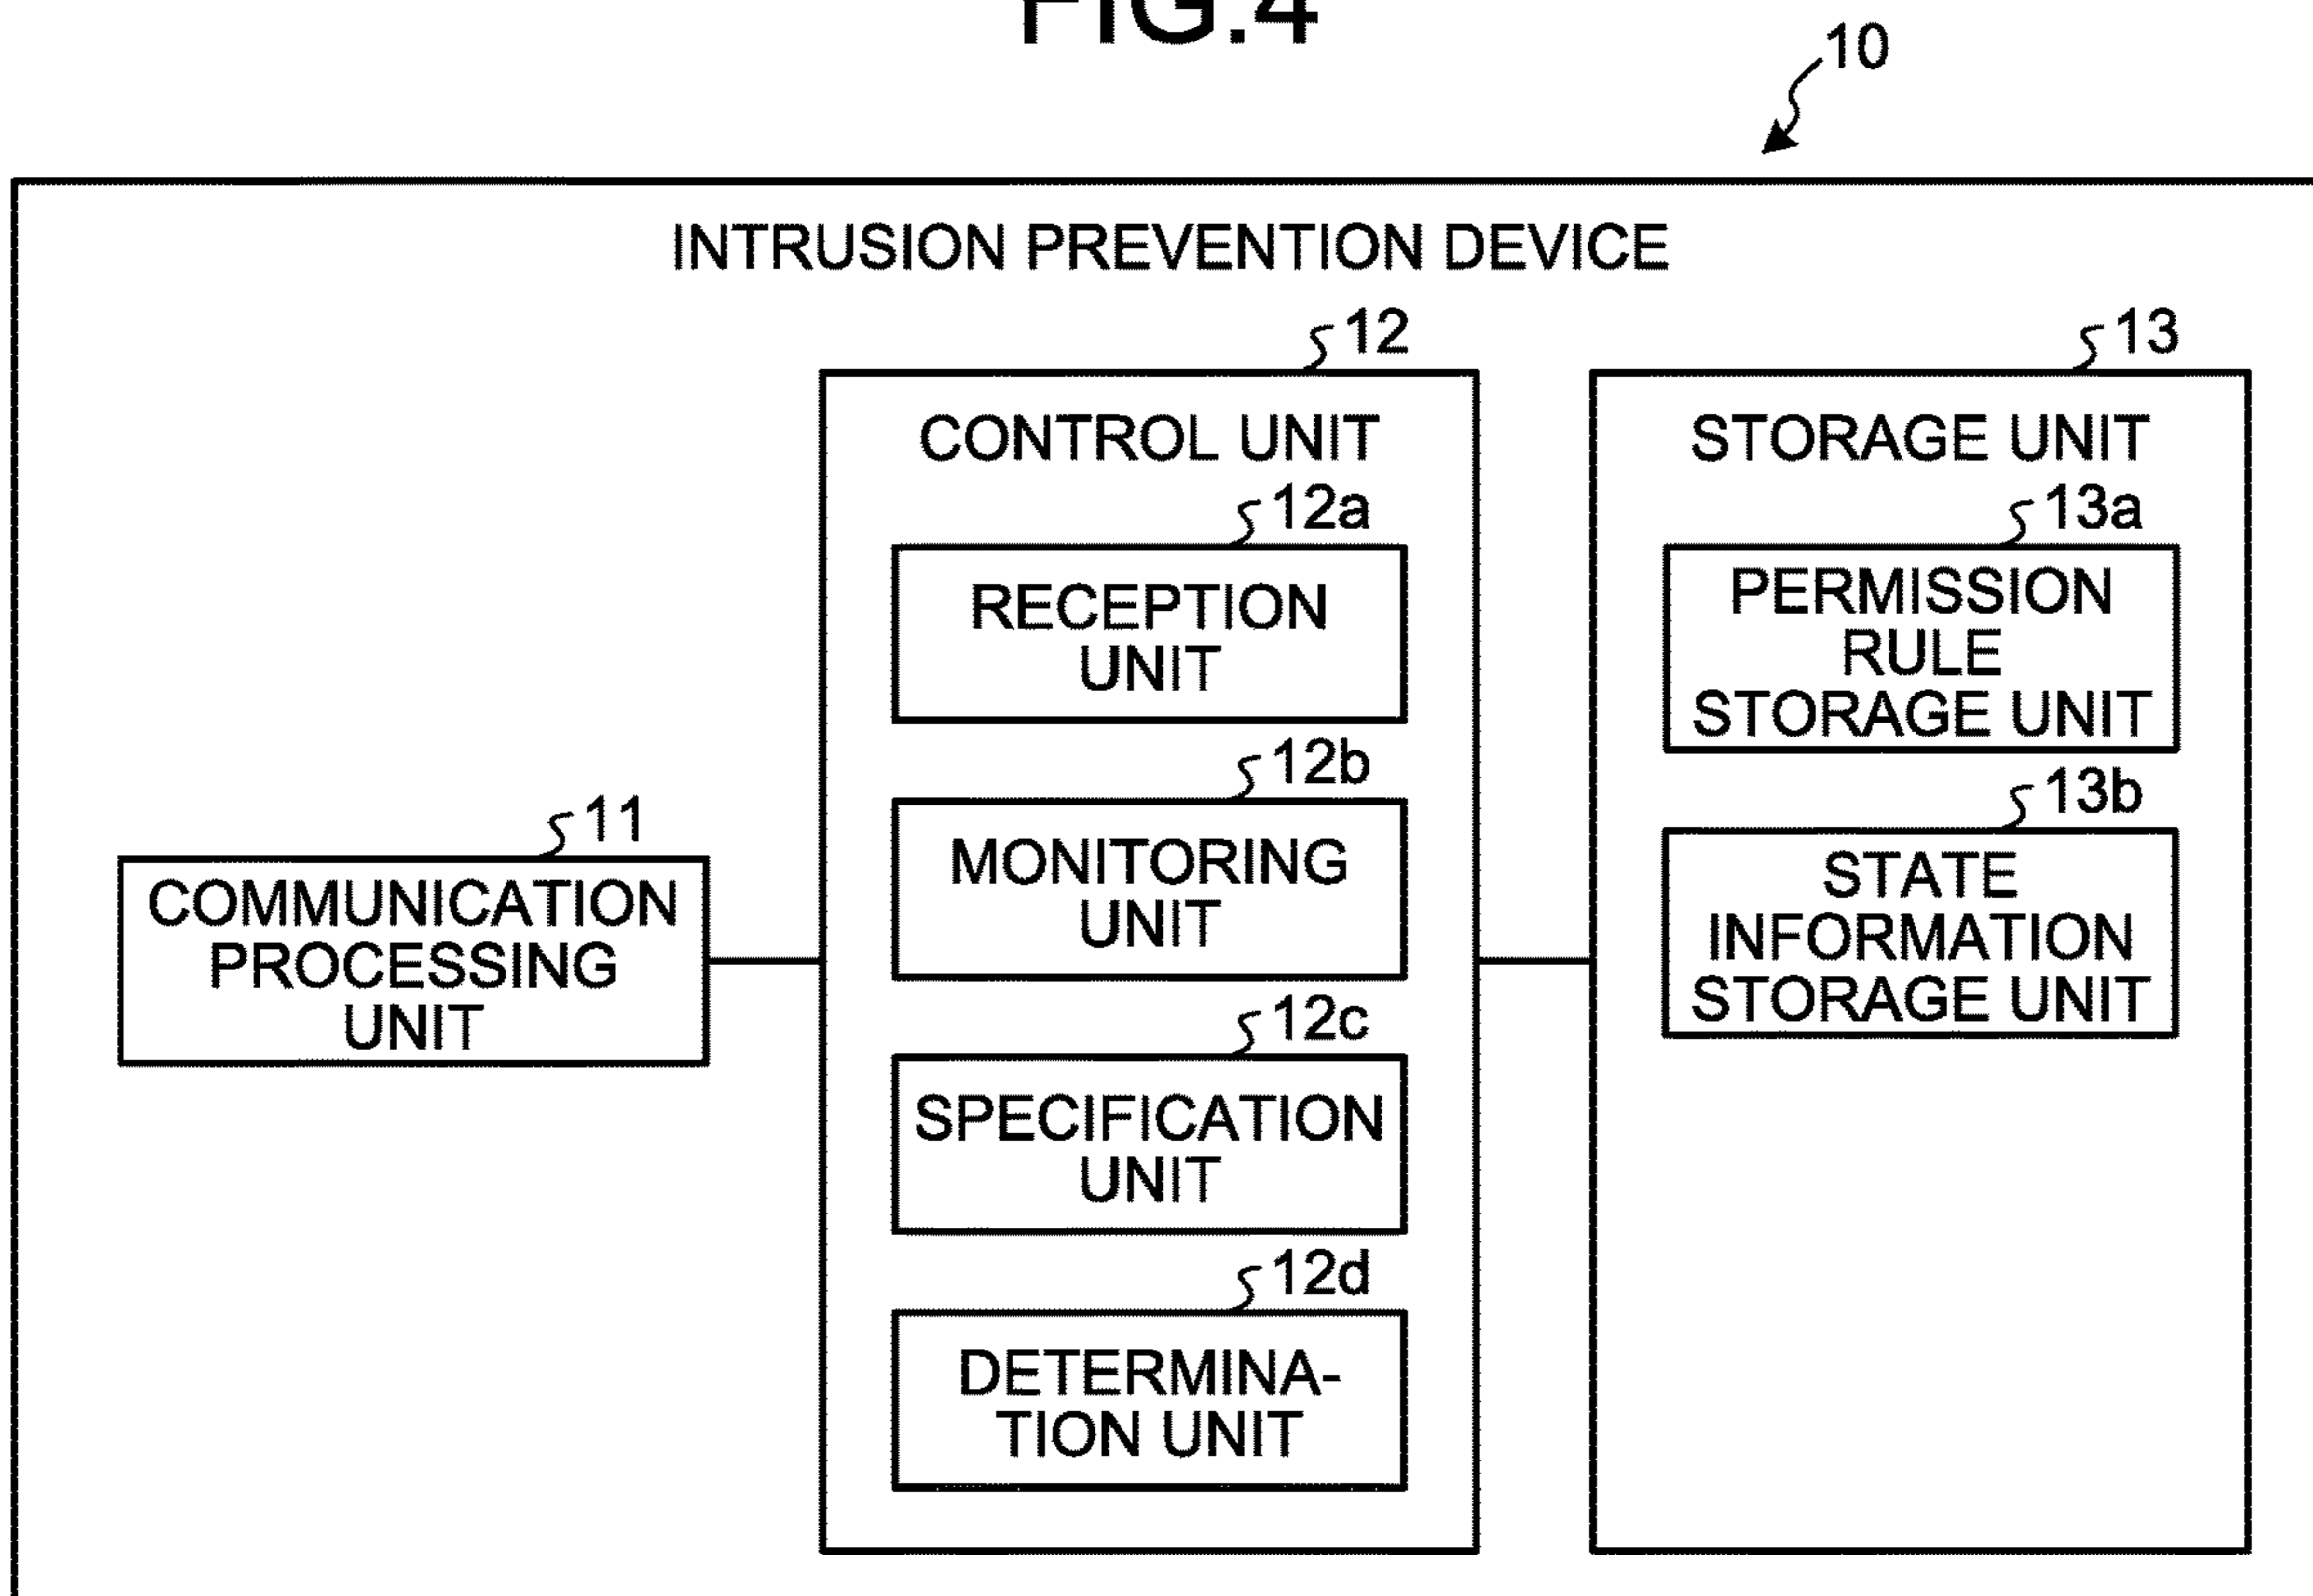 FIG.4
10
INTRUSION PREVENTION DEVICE
11
COMMUNICATION
PROCESSING
UNIT
12
CONTROL UNIT
12a
RECEPTION
UNIT
12b
MONITORING
UNIT
12c
SPECIFICATION
UNIT
12d
DETERMINA-
TION UNIT
13
STORAGE UNIT
13a
PERMISSION
RULE
STORAGE UNIT
13b
STATE
INFORMATION
STORAGE UNIT